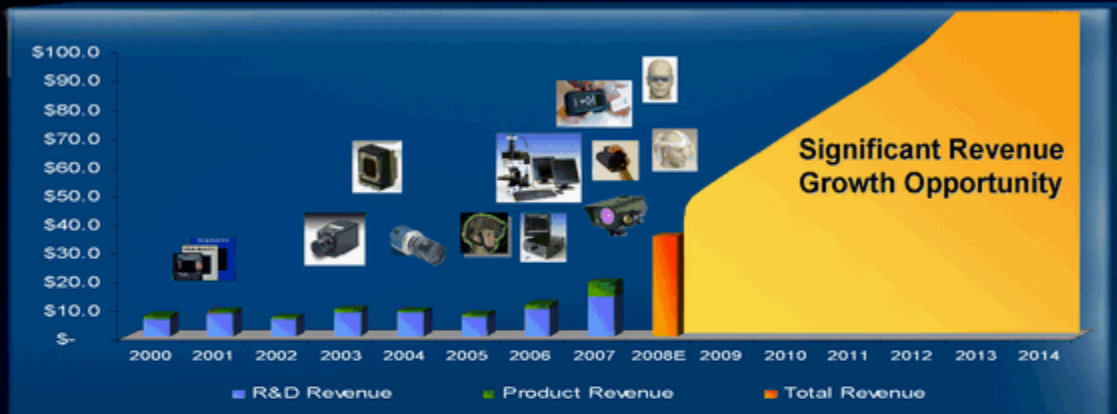 $100.0
$90.0
$80.0
$70.0
$60.0
$50.0
$40.0
$30.0
$20.0
$10.0
$-
Significant Revenue
Growth Opportunity
2000 2001 2002 2003 2004 2005 2006 2007 2008E 2009 2010 2011 2012 2013 2014
R&D Revenue Product Revenue Total Revenue